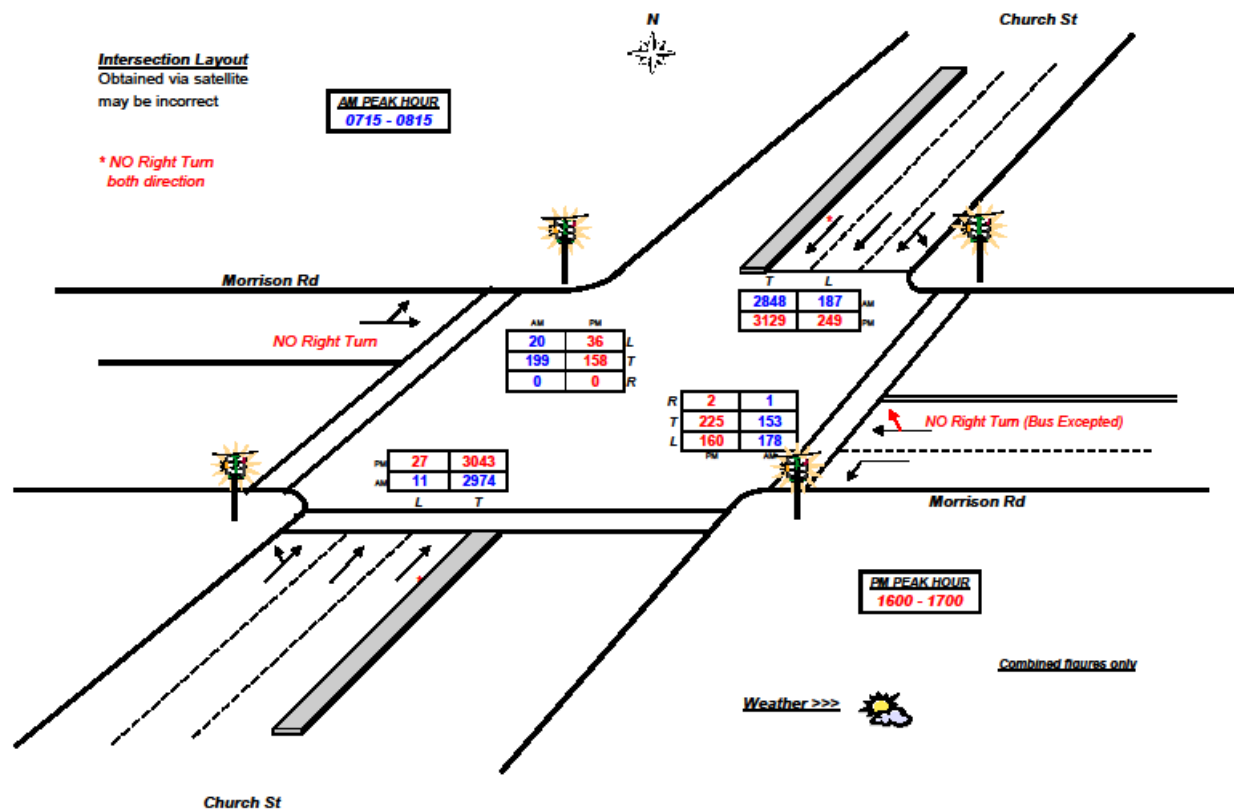 N
Church St
Intersection Layout
Obtained via satellite
may be incorrect
AM PEAK HOUR
0715 - 0815
* NO Right Turn
both direction
*
Morrison Rd
T L
2848 187 AM
3129 249 PM
NO Right Turn
AM PM
20 36 L
199 158 T
0 0 R
R 2 1
T 225 153
L 160 178
PM AM
NO Right Turn (Bus Excepted)
PM 27 3043
AM 11 2974
L T
Morrison Rd
*
PM PEAK HOUR
1600 - 1700
Combined figures only
Weather >>>
Church St